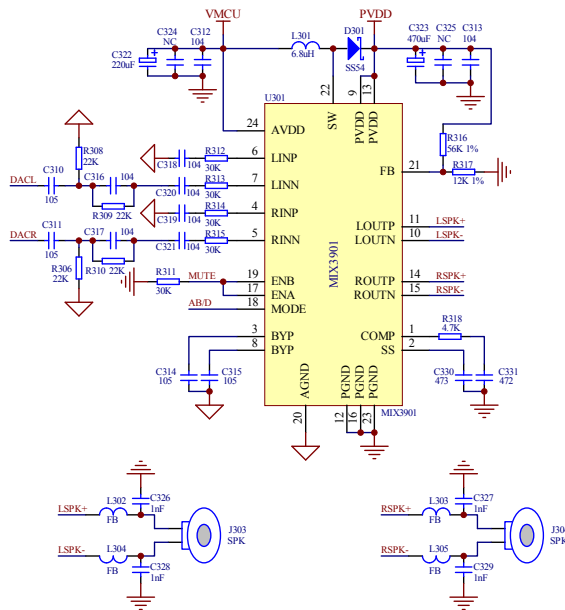 VMCU
PVDD
C324
NC
C312
104
L301
6.8uH
D301
SS54
C323
470uF
C325
NC
C313
104
C322
220uF
+
+
U301
22
9
13
SW
PVDD
PVDD
24
AVDD
R316
56K 1%
R308
22K
C318
104
R312
30K
6
LINP
FB
21
R317
12K 1%
DACL
C310
105
C316
104
C320
104
R313
30K
7
LINN
R309
22K
C319
104
R314
30K
4
RINP
LOUTP
11
LSPK+
DACR
C311
105
C317
104
C321
104
R315
30K
5
RINN
LOUTN
10
LSPK-
R306
22K
R310
22K
MIX3901
R311
30K
MUTE
19
ENB
ROUTP
14
RSPK+
17
ENA
ROUTN
15
RSPK-
AB/D
18
MODE
3
BYP
COMP
1
R318
4.7K
8
BYP
SS
2
C314
105
C315
105
C330
473
C331
472
AGND
PGND
PGND
PGND
20
12
16
23
MIX3901
LSPK+
L302
FB
C326
1nF
J303
SPK
LSPK-
L304
FB
C328
1nF
RSPK+
L303
FB
C327
1nF
J304
SPK
RSPK-
L305
FB
C329
1nF